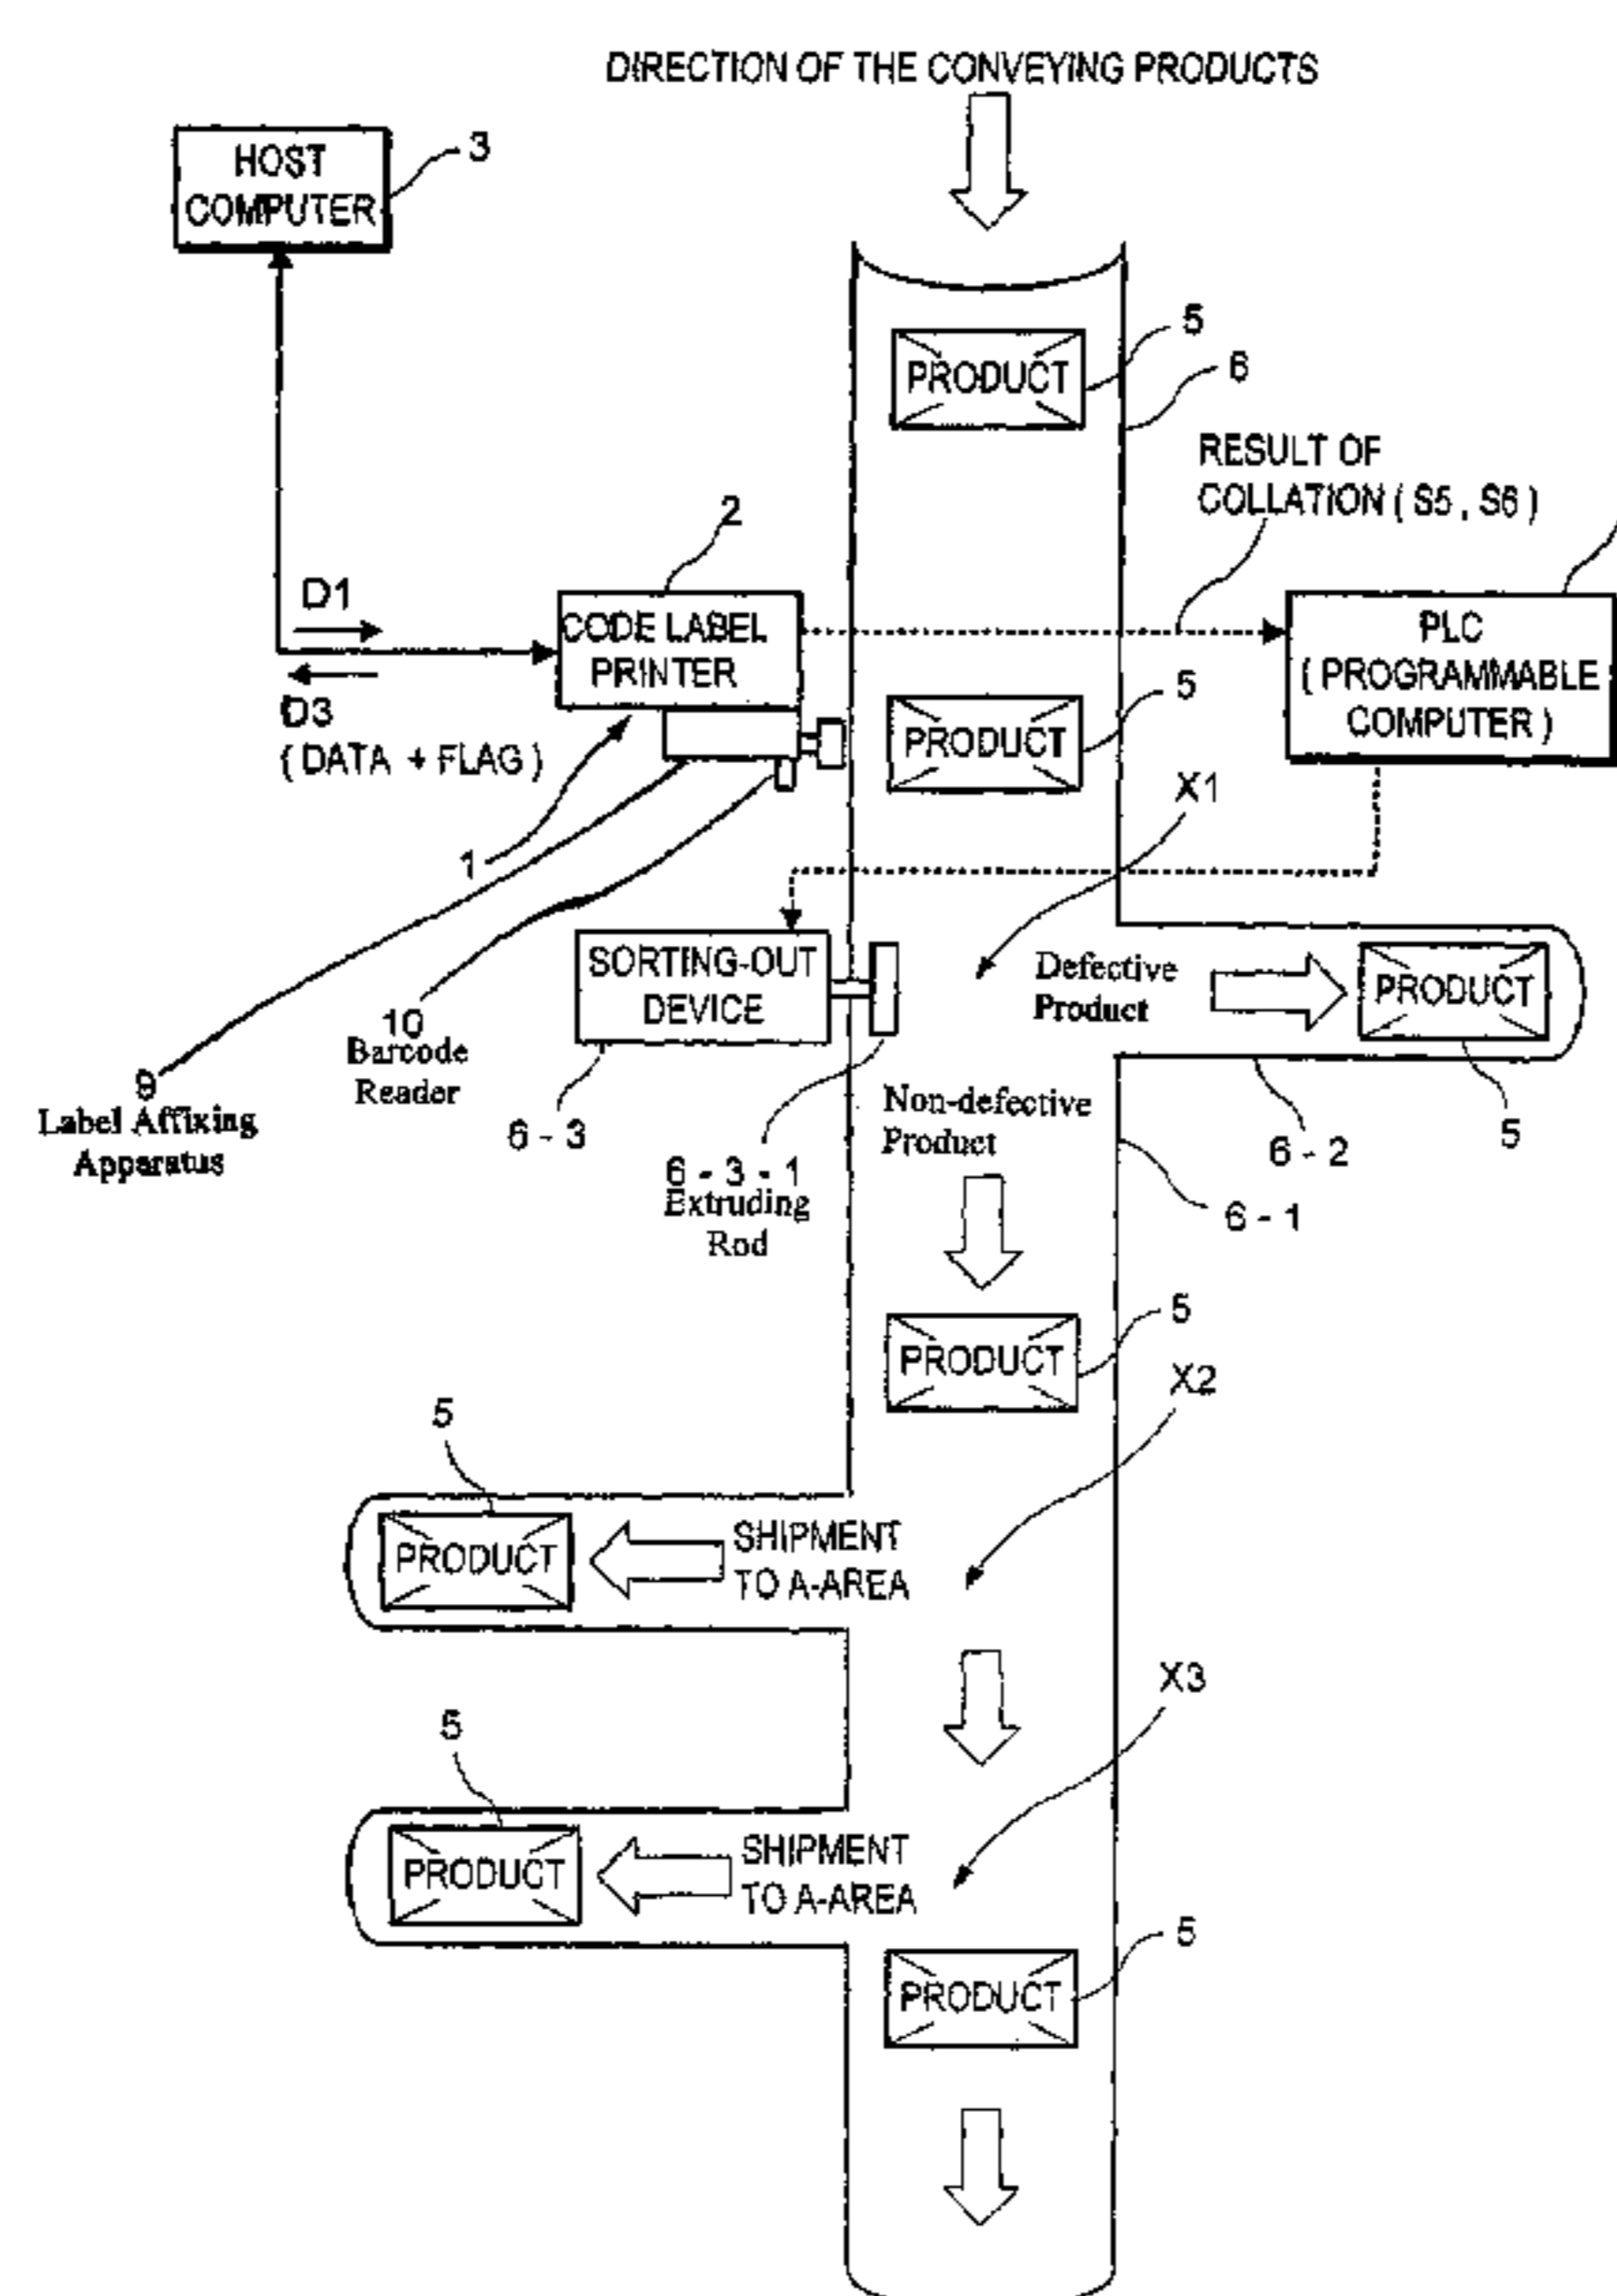 DIRECTION OF THE CONVEYING PRODUCTS
HOST
COMPUTER
3
PRODUCT
5
6
RESULT OF
COLLATION ( S5 , S6 )
2
D1
CODE LABEL
PRINTER
PLC
( PROGRAMMABLE
COMPUTER )
D3
( DATA + FLAG )
PRODUCT
5
X1
1
SORTING-OUT
DEVICE
Defective
Product
PRODUCT
10
Barcode
Reader
9
Label Affixing
Apparatus
6 - 3
6 - 3 - 1
Extruding
Rod
Non-defective
Product
6 - 2
5
6 - 1
PRODUCT
5
X2
5
PRODUCT
SHIPMENT
TO A-AREA
X3
5
PRODUCT
SHIPMENT
TO A-AREA
5
PRODUCT